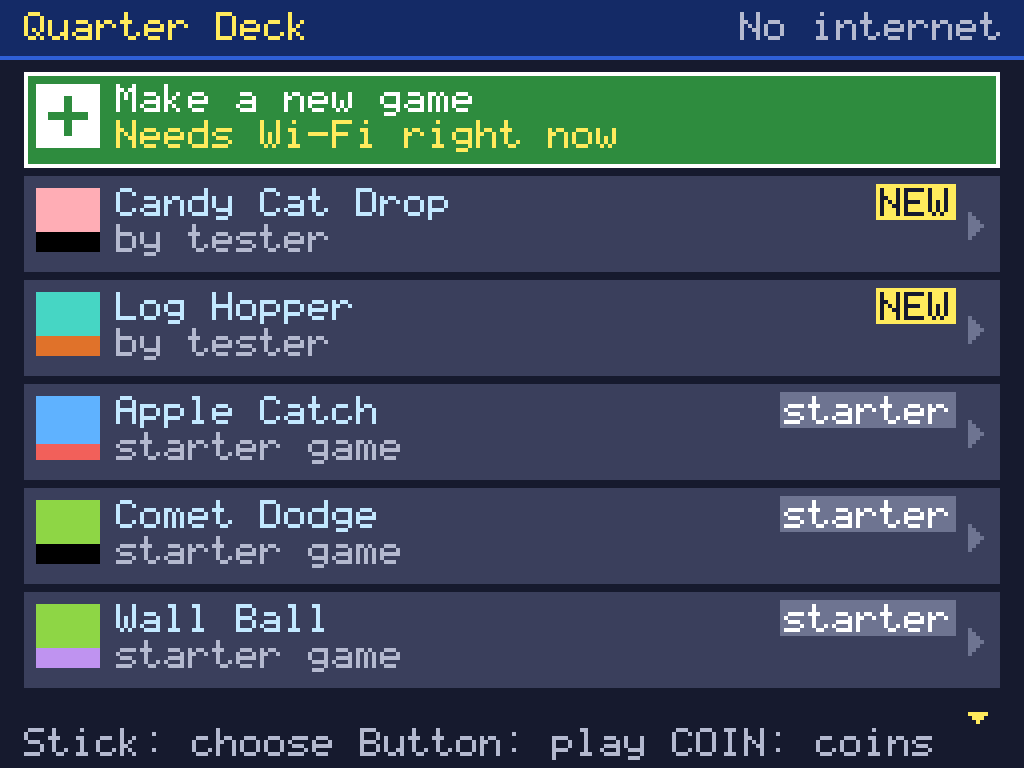 Quarter Deck
No internet
Make a new game
Needs Wi-Fi right now
Candy Cat Drop
NEW
by tester
Log Hopper
NEW
by tester
Apple Catch
starter
starter game
Comet Dodge
starter
starter game
Wall Ball
starter
starter game
Stick: choose Button: play COIN: coins